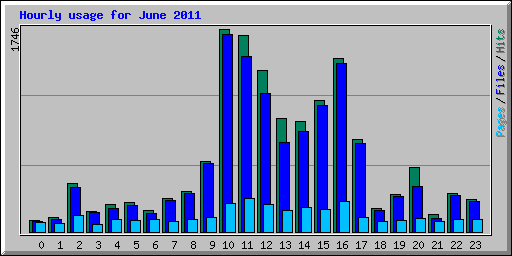 Hourly usage for June 2011
1746
Pages / Files / Hits
0 1 2 3 4 5 6 7 8 9 10 11 12 13 14 15 16 17 18 19 20 21 22 23